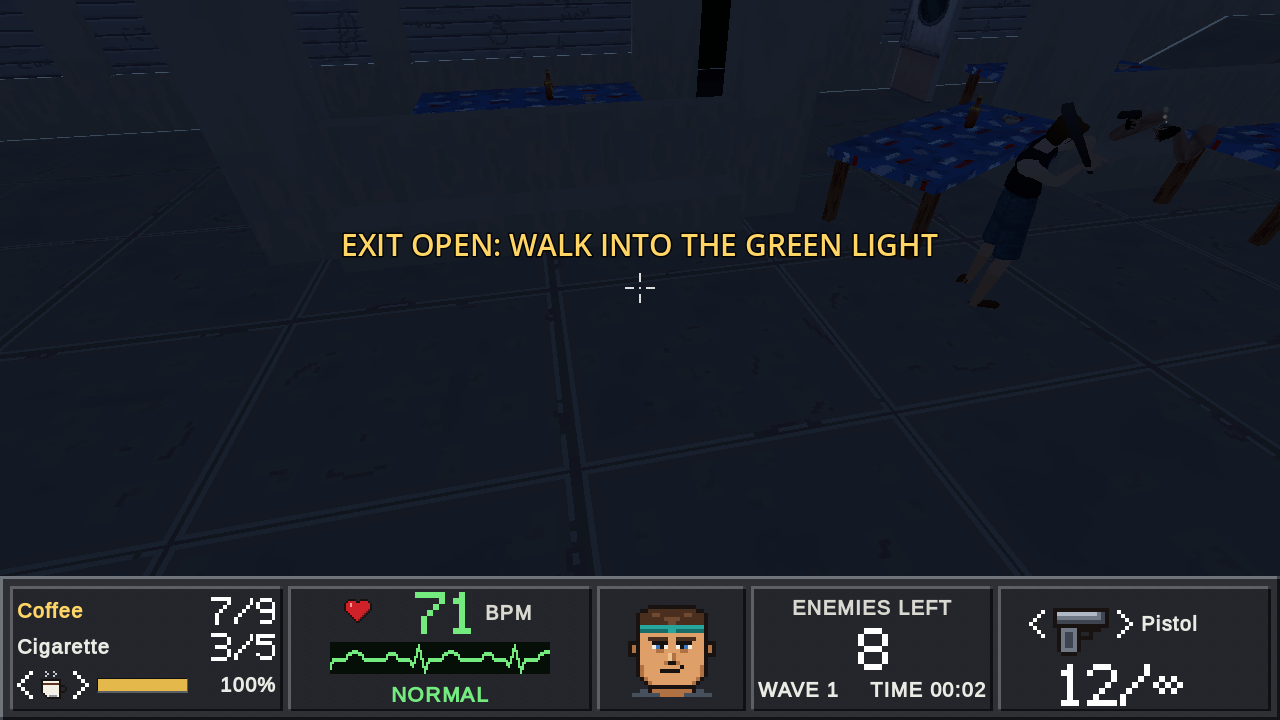 EXIT OPEN: WALK INTO THE GREEN LIGHT
Coffee 7/9
Cigarette 3/5
100%
71 BPM
NORMAL
ENEMIES LEFT
8
WAVE 1 TIME 00:02
Pistol
12/∞